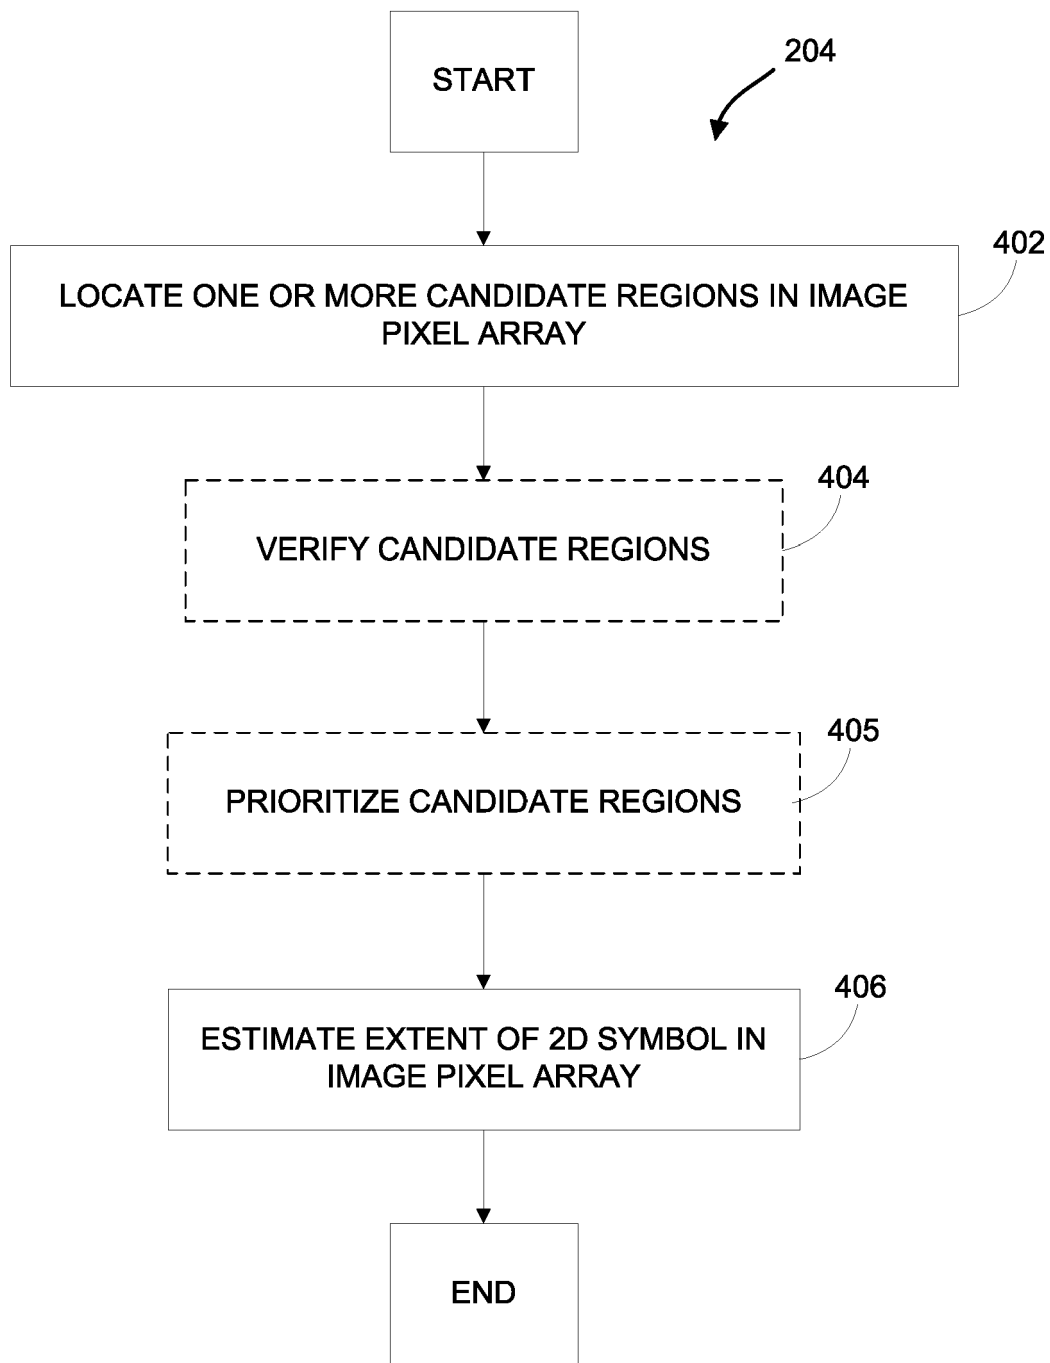 START
204
LOCATE ONE OR MORE CANDIDATE REGIONS IN IMAGE
PIXEL ARRAY
402
VERIFY CANDIDATE REGIONS
404
PRIORITIZE CANDIDATE REGIONS
405
ESTIMATE EXTENT OF 2D SYMBOL IN
IMAGE PIXEL ARRAY
406
END